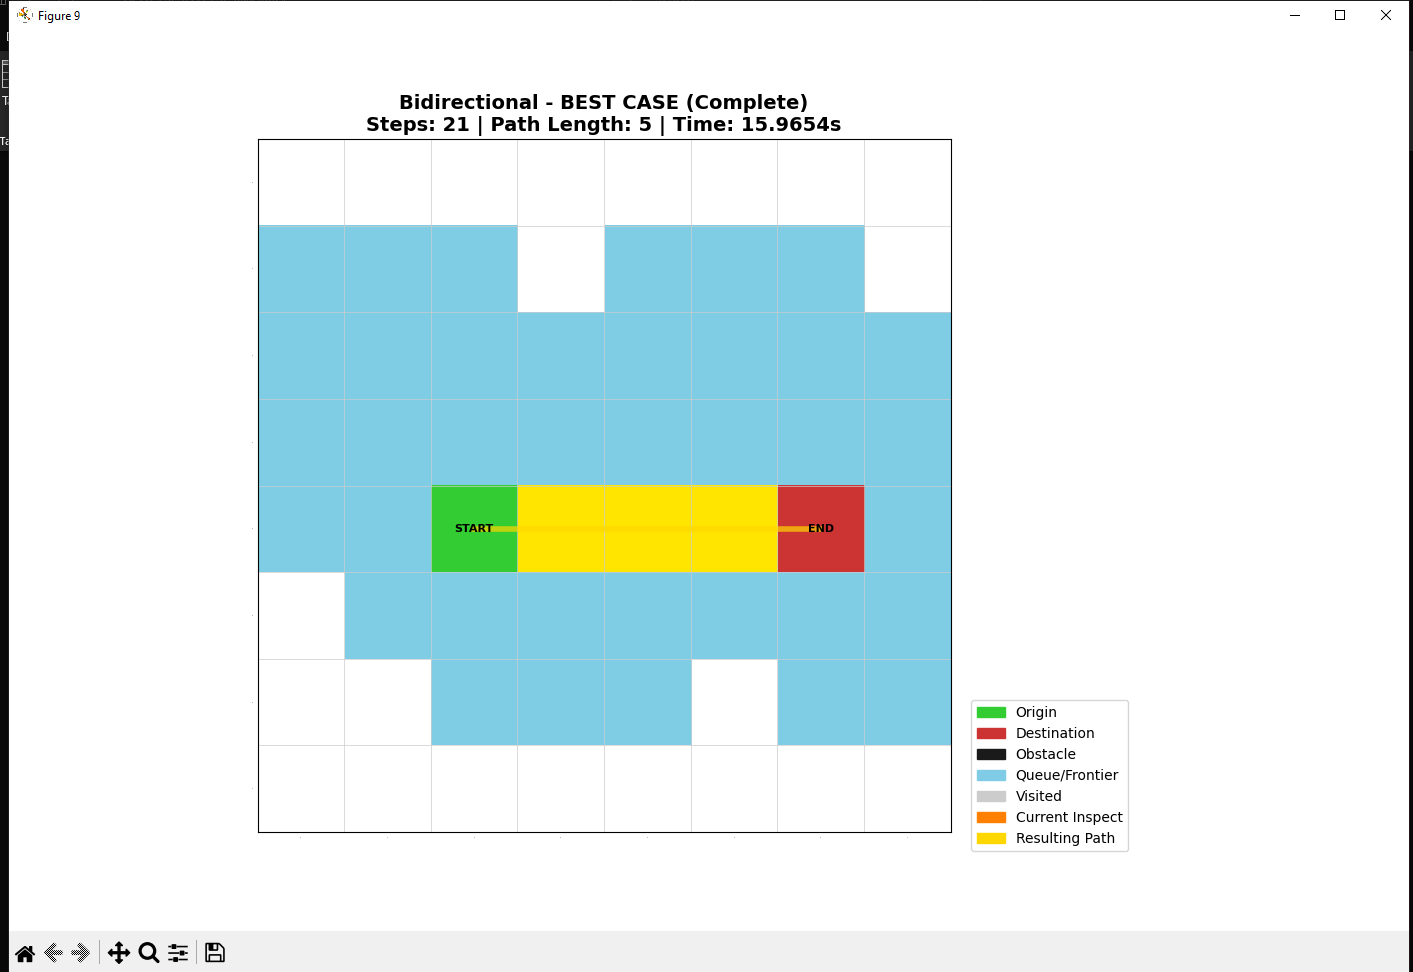 Figure 9
Bidirectional - BEST CASE (Complete)
Steps: 21 | Path Length: 5 | Time: 15.9654s
START
END
Origin
Destination
Obstacle
Queue/Frontier
Visited
Current Inspect
Resulting Path